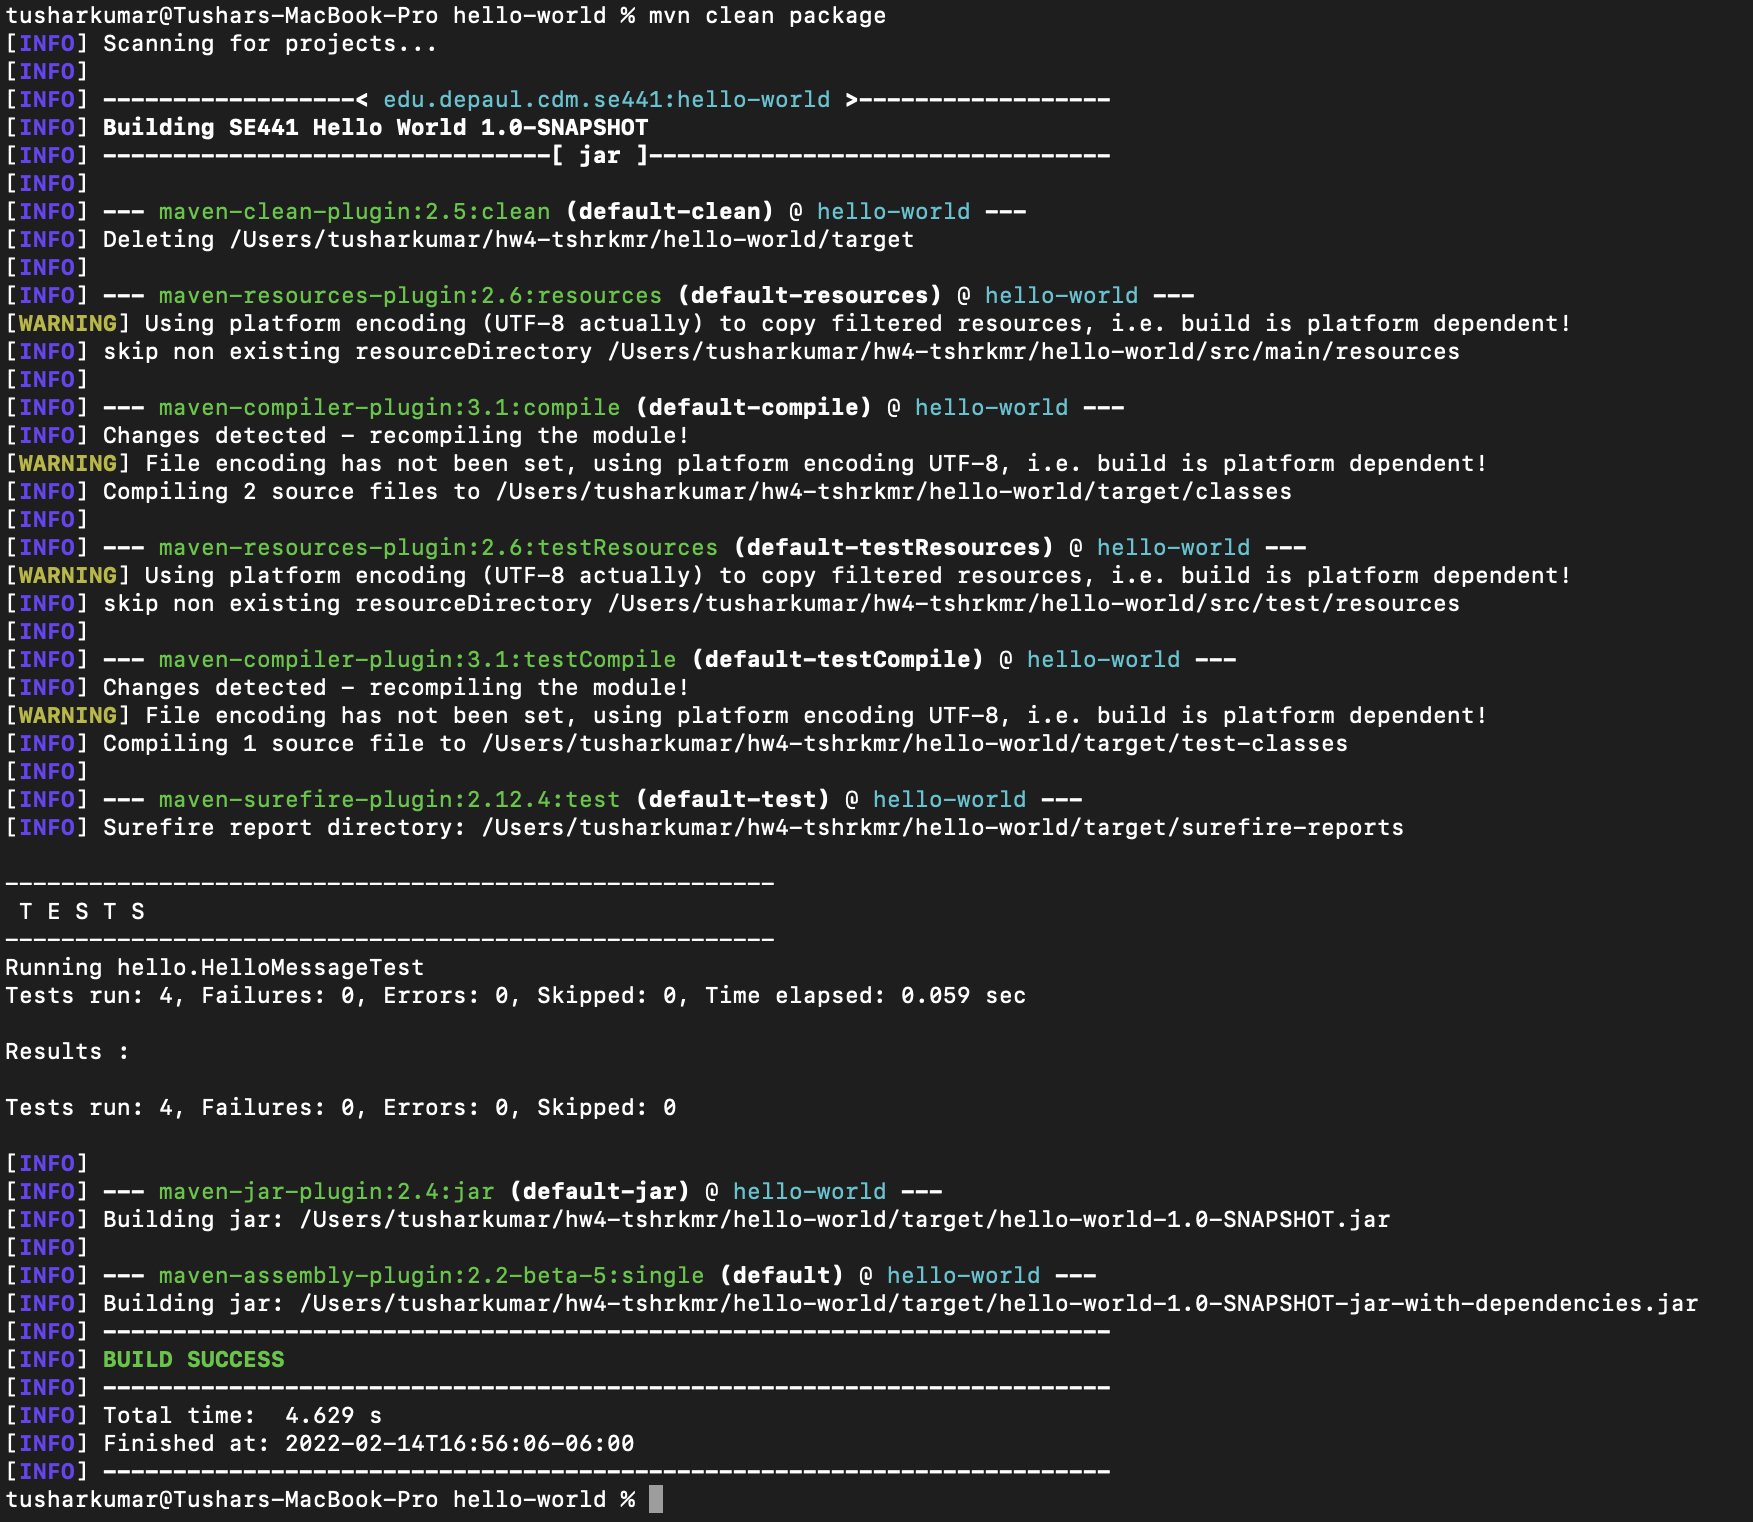 tusharkumar@Tushars-MacBook-Pro hello-world % mvn clean package
[INFO] Scanning for projects...
[INFO]
[INFO] ------------------< edu.depaul.cdm.se441:hello-world >------------------
[INFO] Building SE441 Hello World 1.0-SNAPSHOT
[INFO] --------------------------------[ jar ]---------------------------------
[INFO]
[INFO] --- maven-clean-plugin:2.5:clean (default-clean) @ hello-world ---
[INFO] Deleting /Users/tusharkumar/hw4-tshrkmr/hello-world/target
[INFO]
[INFO] --- maven-resources-plugin:2.6:resources (default-resources) @ hello-world ---
[WARNING] Using platform encoding (UTF-8 actually) to copy filtered resources, i.e. build is platform dependent!
[INFO] skip non existing resourceDirectory /Users/tusharkumar/hw4-tshrkmr/hello-world/src/main/resources
[INFO]
[INFO] --- maven-compiler-plugin:3.1:compile (default-compile) @ hello-world ---
[INFO] Changes detected - recompiling the module!
[WARNING] File encoding has not been set, using platform encoding UTF-8, i.e. build is platform dependent!
[INFO] Compiling 2 source files to /Users/tusharkumar/hw4-tshrkmr/hello-world/target/classes
[INFO]
[INFO] --- maven-resources-plugin:2.6:testResources (default-testResources) @ hello-world ---
[WARNING] Using platform encoding (UTF-8 actually) to copy filtered resources, i.e. build is platform dependent!
[INFO] skip non existing resourceDirectory /Users/tusharkumar/hw4-tshrkmr/hello-world/src/test/resources
[INFO]
[INFO] --- maven-compiler-plugin:3.1:testCompile (default-testCompile) @ hello-world ---
[INFO] Changes detected - recompiling the module!
[WARNING] File encoding has not been set, using platform encoding UTF-8, i.e. build is platform dependent!
[INFO] Compiling 1 source file to /Users/tusharkumar/hw4-tshrkmr/hello-world/target/test-classes
[INFO]
[INFO] --- maven-surefire-plugin:2.12.4:test (default-test) @ hello-world ---
[INFO] Surefire report directory: /Users/tusharkumar/hw4-tshrkmr/hello-world/target/surefire-reports

-------------------------------------------------------
 T E S T S
-------------------------------------------------------
Running hello.HelloMessageTest
Tests run: 4, Failures: 0, Errors: 0, Skipped: 0, Time elapsed: 0.059 sec

Results :

Tests run: 4, Failures: 0, Errors: 0, Skipped: 0

[INFO]
[INFO] --- maven-jar-plugin:2.4:jar (default-jar) @ hello-world ---
[INFO] Building jar: /Users/tusharkumar/hw4-tshrkmr/hello-world/target/hello-world-1.0-SNAPSHOT.jar
[INFO]
[INFO] --- maven-assembly-plugin:2.2-beta-5:single (default) @ hello-world ---
[INFO] Building jar: /Users/tusharkumar/hw4-tshrkmr/hello-world/target/hello-world-1.0-SNAPSHOT-jar-with-dependencies.jar
[INFO] ------------------------------------------------------------------------
[INFO] BUILD SUCCESS
[INFO] ------------------------------------------------------------------------
[INFO] Total time:  4.629 s
[INFO] Finished at: 2022-02-14T16:56:06-06:00
[INFO] ------------------------------------------------------------------------
tusharkumar@Tushars-MacBook-Pro hello-world %